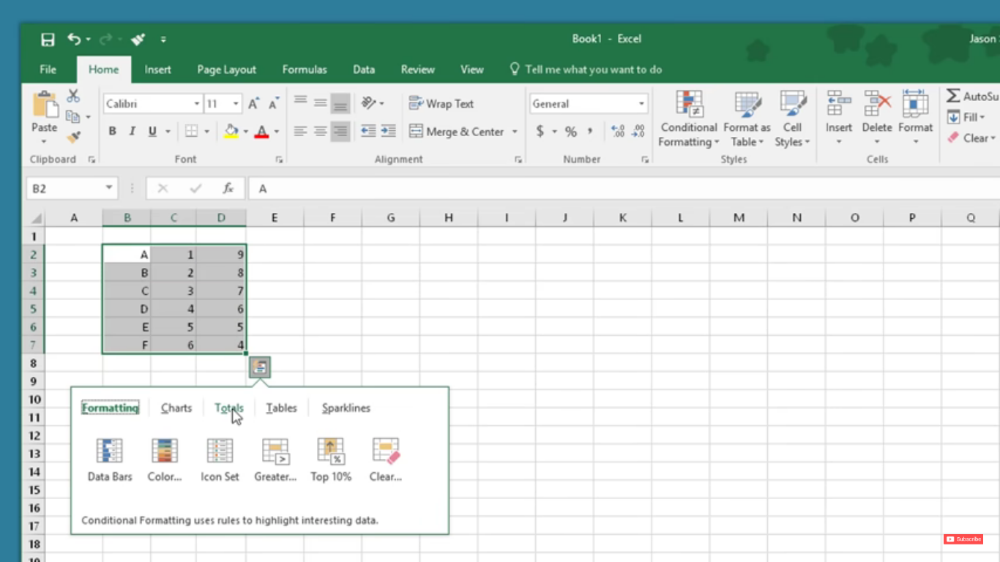 Book1 - Excel
Jason
File Home Insert Page Layout Formulas Data Review View Tell me what you want to do
Calibri 11 Wrap Text General AutoSu
Paste Conditional Format as Cell Insert Delete Format Fill
B I U Merge & Center $ % , Formatting Table Styles Clear
Clipboard Font Alignment Number Styles Cells
B2 fx A
A B C D E F G H I J K L M N O P Q
1
2 A 1 9
3 B 2 8
4 C 3 7
5 D 4 6
6 E 5 5
7 F 6 4
8
9
10
11
12
13
14
15
16
17
18
Formatting Charts Totals Tables Sparklines
Data Bars Color... Icon Set Greater... Top 10% Clear...
Conditional Formatting uses rules to highlight interesting data.
Subscribe